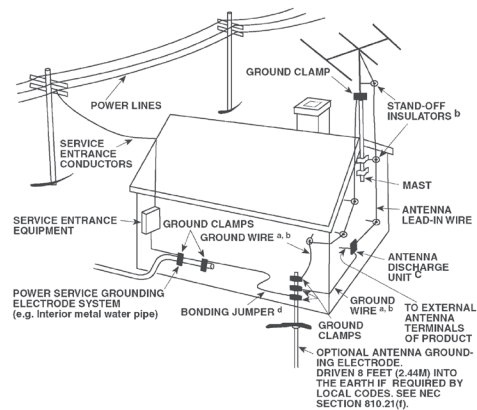 GROUND CLAMP
POWER LINES
STAND-OFF
INSULATORS b
SERVICE
ENTRANCE
CONDUCTORS
MAST
ANTENNA
LEAD-IN WIRE
SERVICE ENTRANCE
EQUIPMENT
GROUND CLAMPS
GROUND WIRE a, b
ANTENNA
DISCHARGE
UNIT C
POWER SERVICE GROUNDING
ELECTRODE SYSTEM
(e.g. Interior metal water pipe)
BONDING JUMPER d
GROUND
WIRE a, b
TO EXTERNAL
ANTENNA
TERMINALS
OF PRODUCT
GROUND
CLAMPS
OPTIONAL ANTENNA GROUND-
ING ELECTRODE.
DRIVEN 8 FEET (2.44M) INTO
THE EARTH IF REQUIRED BY
LOCAL CODES. SEE NEC
SECTION 810.21(f).